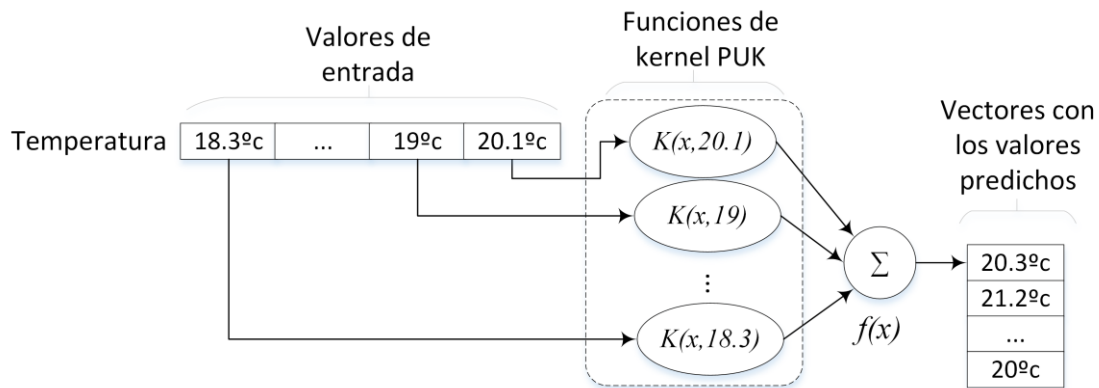 Valores de
entrada
Funciones de
kernel PUK
Vectores con
los valores
predichos
Temperatura
18.3ºc
...
19ºc
20.1ºc
K(x,20.1)
K(x,19)
...
K(x,18.3)
Σ
f(x)
20.3ºc
21.2ºc
...
20ºc